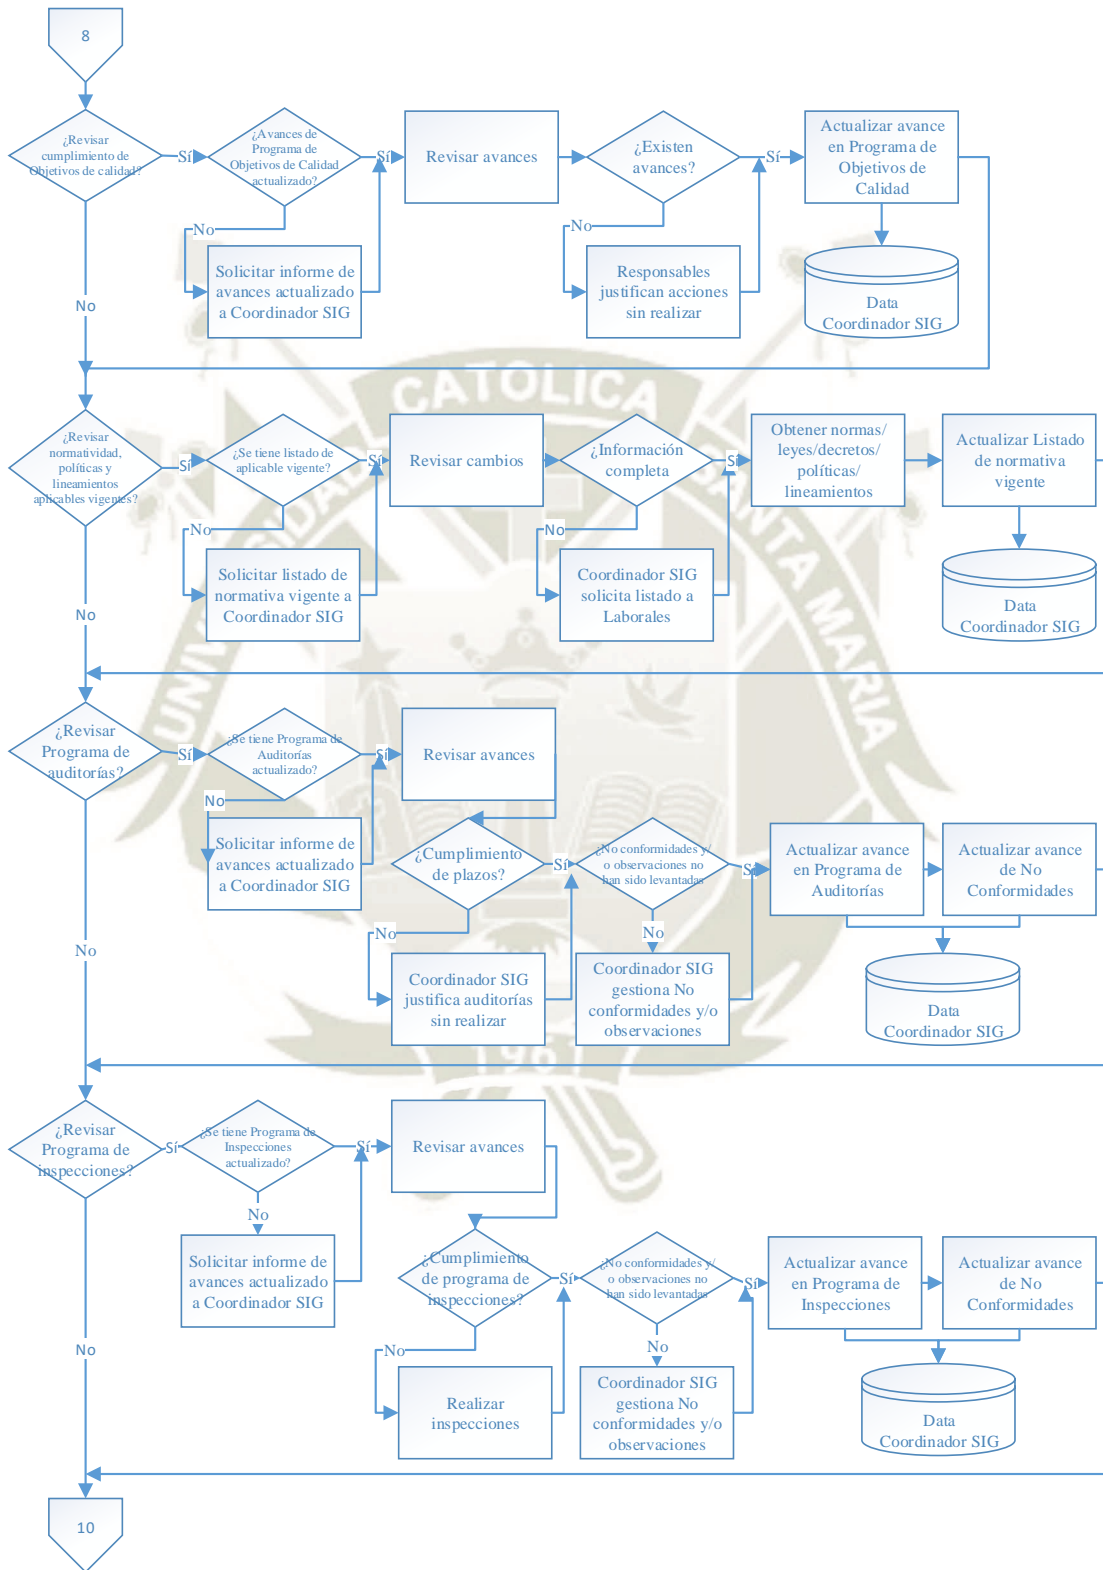 8
¿Revisar
cumplimiento de
Objetivos de calidad?
Sí
¿Avances de
Programa de
Objetivos de Calidad
actualizado?
Sí
Revisar avances
¿Existen
avances?
Sí
Actualizar avance
en Programa de
Objetivos de
Calidad
No
Solicitar informe de
avances actualizado
a Coordinador SIG
No
Responsables
justifican acciones
sin realizar
Data
Coordinador SIG
No
¿Revisar
normatividad,
políticas y
lineamientos
aplicables vigentes?
Sí
¿Se tiene listado de
aplicable vigente?
Sí
Revisar cambios
¿Información
completa
Sí
Obtener normas/
leyes/decretos/
políticas/
lineamientos
Actualizar Listado
de normativa
vigente
No
Solicitar listado de
normativa vigente a
Coordinador SIG
No
Coordinador SIG
solicita listado a
Laborales
Data
Coordinador SIG
No
¿Revisar
Programa de
auditorías?
Sí
¿Se tiene Programa de
Auditorías
actualizado?
Sí
Revisar avances
No
Solicitar informe de
avances actualizado
a Coordinador SIG
¿Cumplimiento
de plazos?
Sí
¿No conformidades y/
o observaciones no
han sido levantadas
Sí
Actualizar avance
en Programa de
Auditorías
Actualizar avance
de No
Conformidades
No
Coordinador SIG
justifica auditorías
sin realizar
No
Coordinador SIG
gestiona No
conformidades y/o
observaciones
Data
Coordinador SIG
No
¿Revisar
Programa de
inspecciones?
Sí
¿Se tiene Programa de
Inspecciones
actualizado?
Sí
Revisar avances
No
Solicitar informe de
avances actualizado
a Coordinador SIG
¿Cumplimiento
de programa de
inspecciones?
Sí
¿No conformidades y/
o observaciones no
han sido levantadas
Sí
Actualizar avance
en Programa de
Inspecciones
Actualizar avance
de No
Conformidades
No
Realizar
inspecciones
No
Coordinador SIG
gestiona No
conformidades y/o
observaciones
Data
Coordinador SIG
No
10
UNIVERSIDAD CATOLICA SANTA MARIA
1961